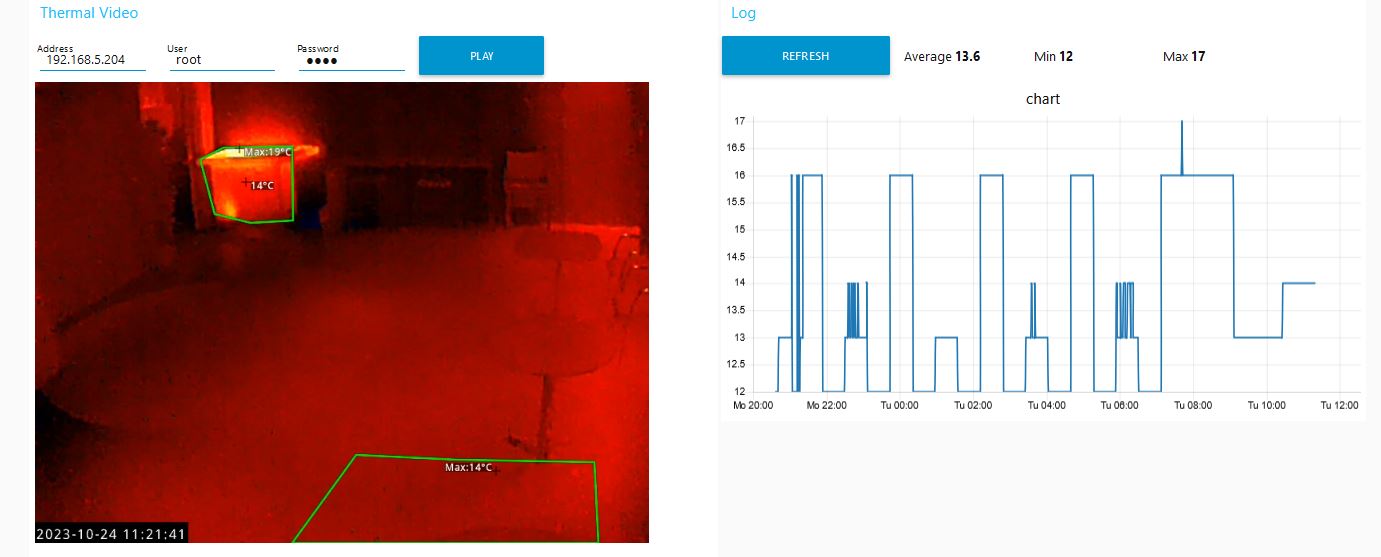 Thermal Video
Address
192.168.5.204
User
root
Password
••••
PLAY
Max:19°C
14°C
Max:14°C
2023-10-24 11:21:41
Log
REFRESH
Average 13.6
Min 12
Max 17
chart
17
16.5
16
15.5
15
14.5
14
13.5
13
12.5
12
Mo 20:00 Mo 22:00 Tu 00:00 Tu 02:00 Tu 04:00 Tu 06:00 Tu 08:00 Tu 10:00 Tu 12:00